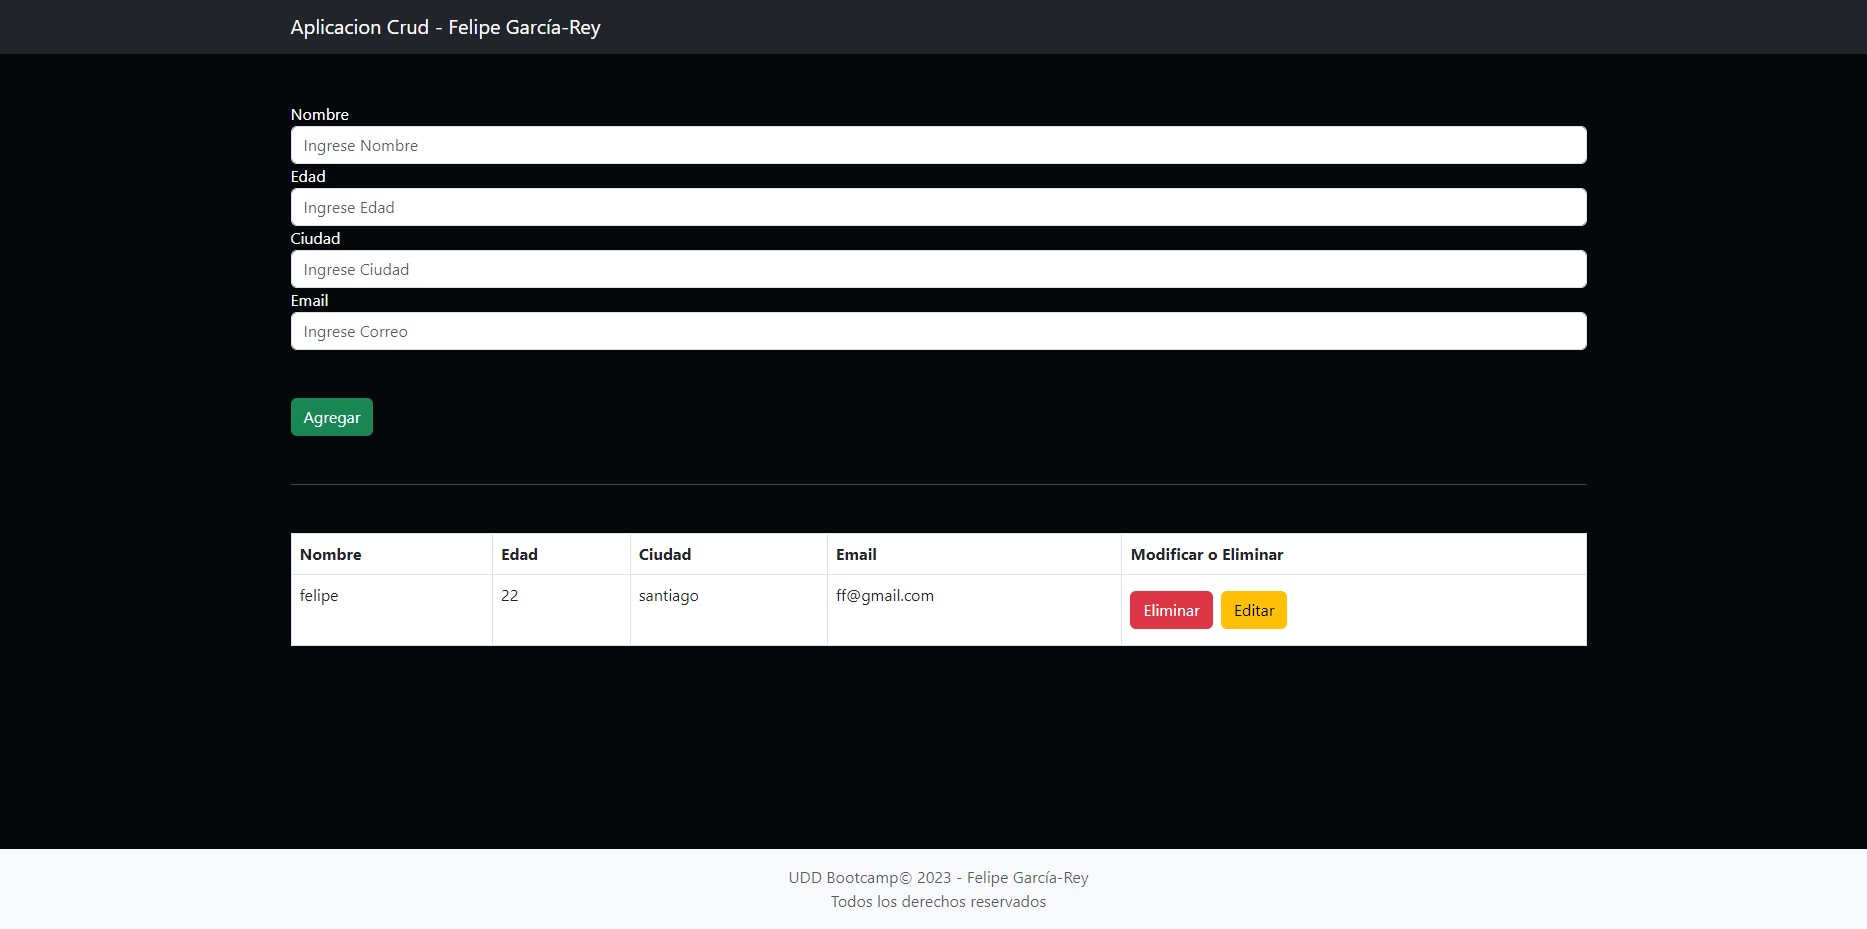 Aplicacion Crud - Felipe García-Rey
Nombre
Ingrese Nombre
Edad
Ingrese Edad
Ciudad
Ingrese Ciudad
Email
Ingrese Correo
Agregar
Nombre Edad Ciudad Email Modificar o Eliminar
felipe 22 santiago ff@gmail.com Eliminar Editar
UDD Bootcamp© 2023 - Felipe García-Rey
Todos los derechos reservados